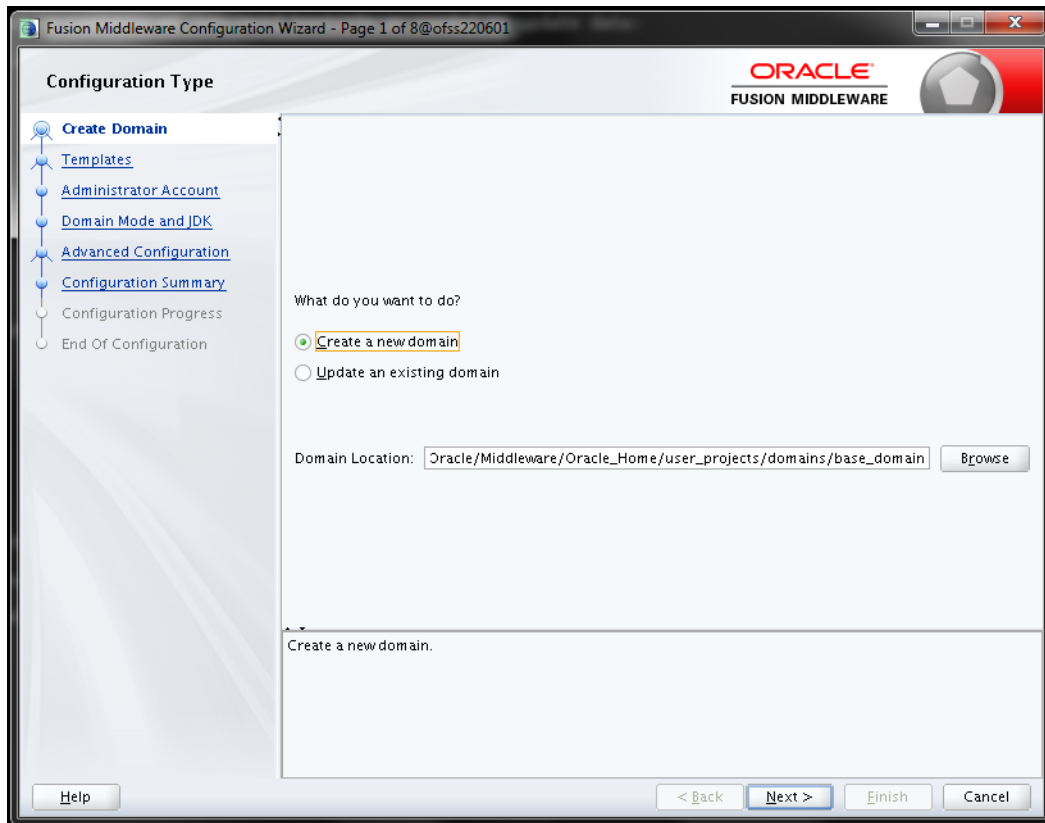 Fusion Middleware Configuration Wizard - Page 1 of 8@ofss220601
Configuration Type
ORACLE
FUSION MIDDLEWARE
Create Domain
Templates
Administrator Account
Domain Mode and JDK
Advanced Configuration
Configuration Summary
Configuration Progress
End Of Configuration
What do you want to do?
Create a new domain
Update an existing domain
Domain Location: Oracle/Middleware/Oracle_Home/user_projects/domains/base_domain Browse
Create a new domain.
Help < Back Next > Finish Cancel